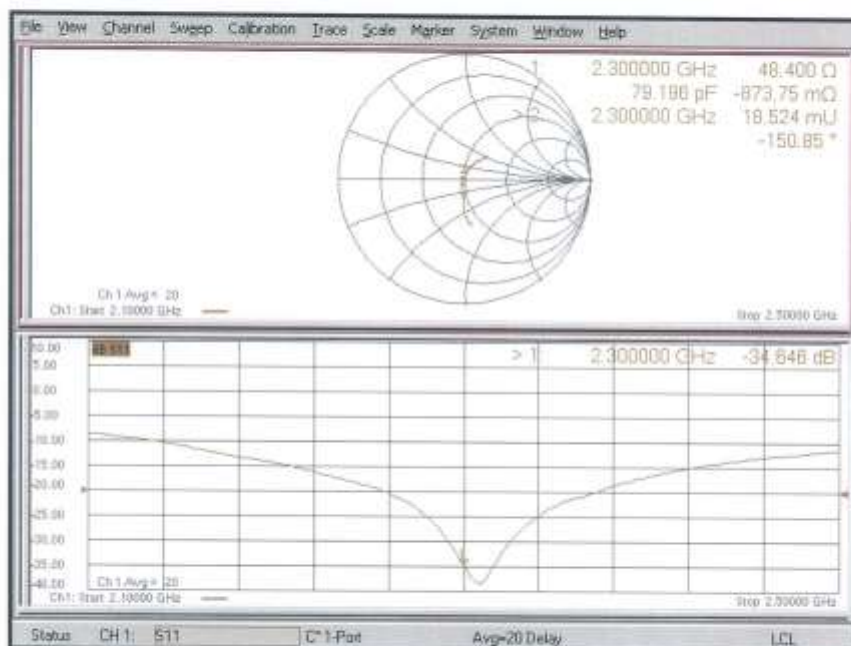 File View Channel Sweep Calibration Trace Scale Marker System Window Help
1 2.300000 GHz 48.400 Ω
79.196 pF -873.75 mΩ
> 2 2.300000 GHz 18.524 mU
-150.85 °
Ch 1 Avg = 20
Ch1: Start 2.10000 GHz
Stop 2.50000 GHz
10.00
> 1 2.300000 GHz -34.646 dB
5.00
0.00
-5.00
-10.00
-15.00
-20.00
-25.00
-30.00
-35.00
-40.00
Ch 1 Avg = 20
Ch1: Start 2.10000 GHz
Stop 2.50000 GHz
Status CH 1: S11 C* 1-Port Avg=20 Delay LCL